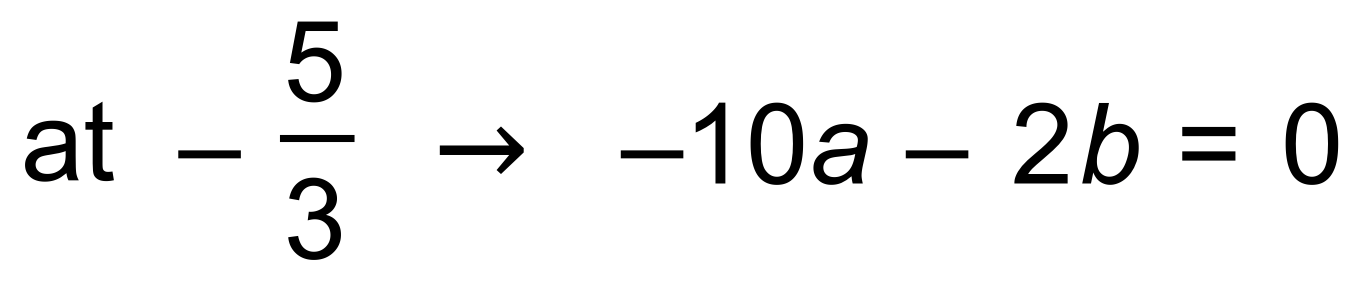 at – 5/3 → –10a – 2b = 0